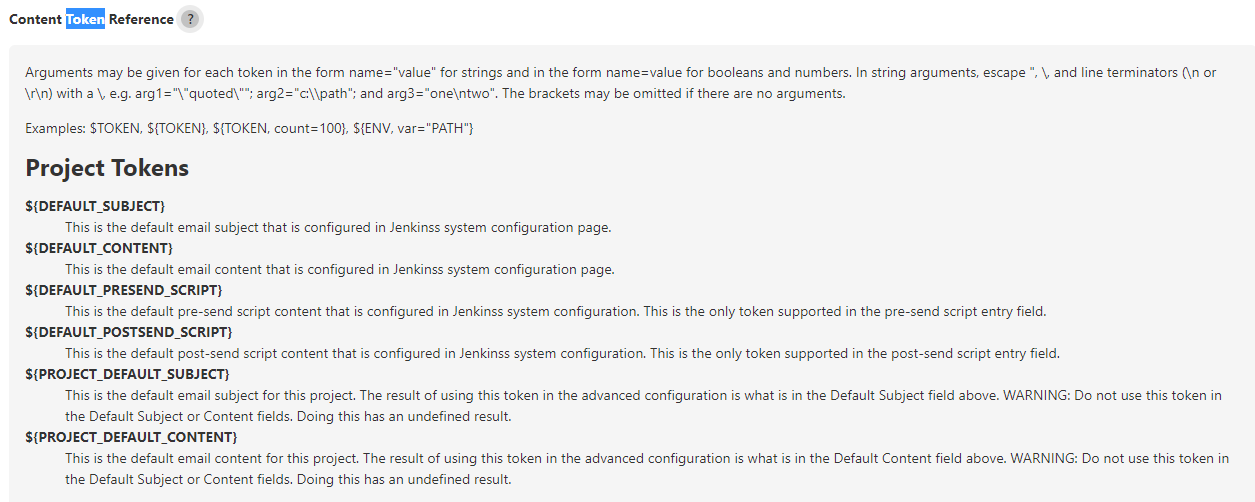 Content Token Reference ?
Arguments may be given for each token in the form name="value" for strings and in the form name=value for booleans and numbers. In string arguments, escape ", \, and line terminators (\n or
\r\n) with a \, e.g. arg1="\"quoted\""; arg2="c:\\path"; and arg3="one\ntwo". The brackets may be omitted if there are no arguments.
Examples: $TOKEN, ${TOKEN}, ${TOKEN, count=100}, ${ENV, var="PATH"}
Project Tokens
${DEFAULT_SUBJECT}
This is the default email subject that is configured in Jenkinss system configuration page.
${DEFAULT_CONTENT}
This is the default email content that is configured in Jenkinss system configuration page.
${DEFAULT_PRESEND_SCRIPT}
This is the default pre-send script content that is configured in Jenkinss system configuration. This is the only token supported in the pre-send script entry field.
${DEFAULT_POSTSEND_SCRIPT}
This is the default post-send script content that is configured in Jenkinss system configuration. This is the only token supported in the post-send script entry field.
${PROJECT_DEFAULT_SUBJECT}
This is the default email subject for this project. The result of using this token in the advanced configuration is what is in the Default Subject field above. WARNING: Do not use this token in
the Default Subject or Content fields. Doing this has an undefined result.
${PROJECT_DEFAULT_CONTENT}
This is the default email content for this project. The result of using this token in the advanced configuration is what is in the Default Content field above. WARNING: Do not use this token in
the Default Subject or Content fields. Doing this has an undefined result.